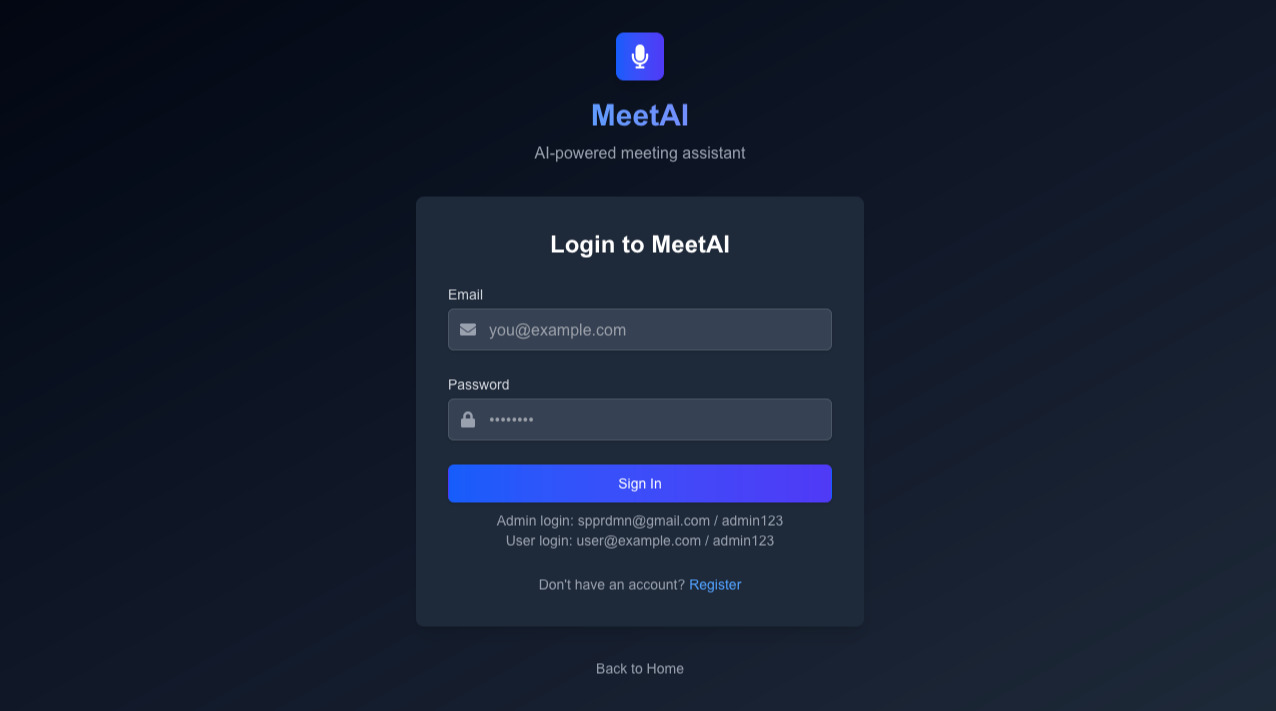 MeetAI
AI-powered meeting assistant
Login to MeetAI
Email
you@example.com
Password
••••••••
Sign In
Admin login: spprdmn@gmail.com / admin123
User login: user@example.com / admin123
Don't have an account? Register
Back to Home